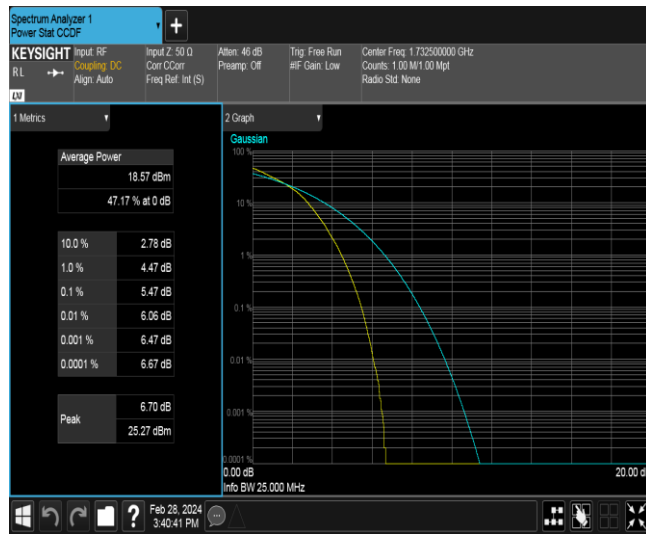 Spectrum Analyzer 1
Power Stat CCDF
+
KEYSIGHT
RL
LXI
Input: RF
Coupling: DC
Align: Auto
Input Z: 50 Ω
Corr CCorr
Freq Ref: Int (S)
Atten: 46 dB
Preamp: Off
Trig: Free Run
#IF Gain: Low
Center Freq: 1.732500000 GHz
Counts: 1.00 M/1.00 Mpt
Radio Std: None
1 Metrics
Average Power
18.57 dBm
47.17 % at 0 dB
10.0 % 2.78 dB
1.0 % 4.47 dB
0.1 % 5.47 dB
0.01 % 6.06 dB
0.001 % 6.47 dB
0.0001 % 6.67 dB
Peak
6.70 dB
25.27 dBm
2 Graph
Gaussian
100 %
10 %
1 %
0.1 %
0.01 %
0.001 %
0.0001 %
0.00 dB
20.00 d
Info BW 25.000 MHz
?
Feb 28, 2024
3:40:41 PM